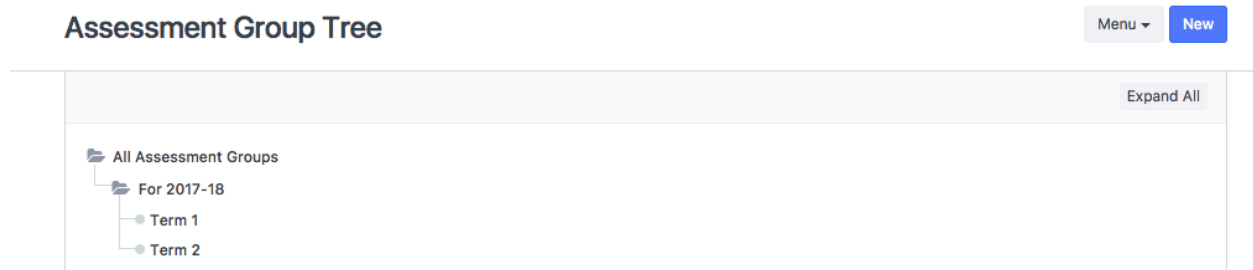 Assessment Group Tree
Menu New
Expand All
All Assessment Groups
For 2017-18
Term 1
Term 2